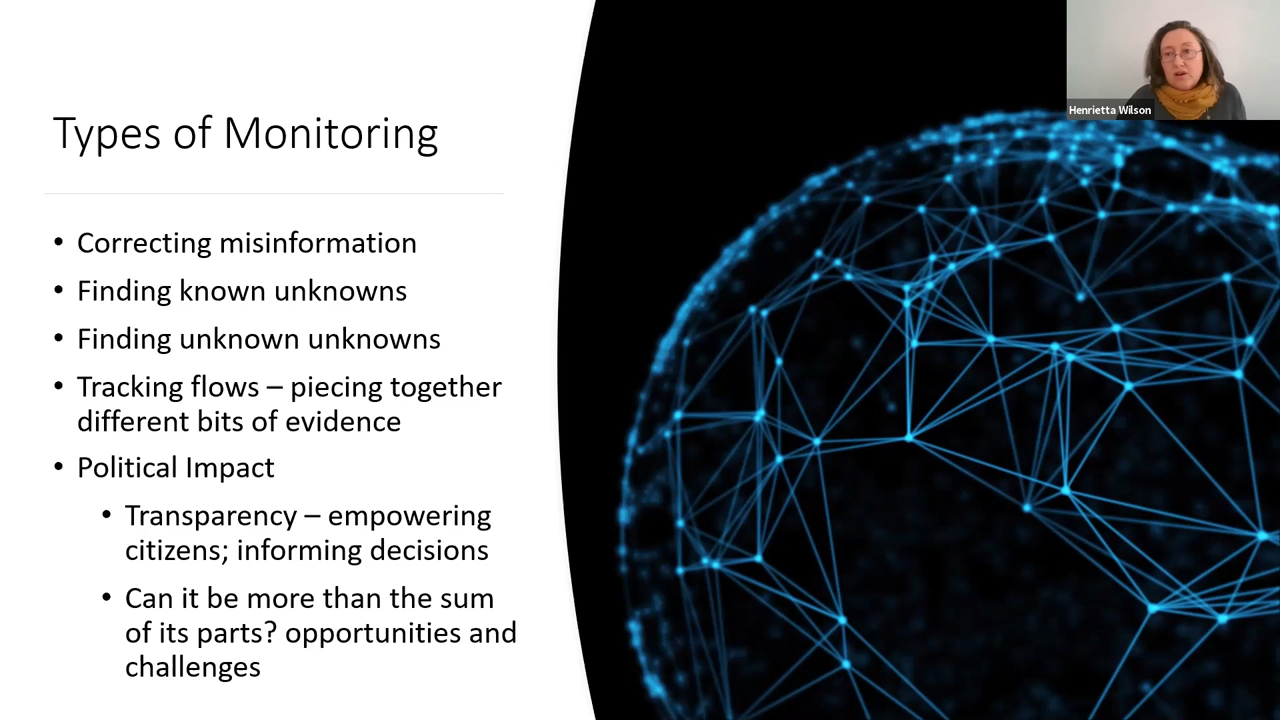 Types of Monitoring
• Correcting misinformation
• Finding known unknowns
• Finding unknown unknowns
• Tracking flows – piecing together
different bits of evidence
• Political Impact
• Transparency – empowering
citizens; informing decisions
• Can it be more than the sum
of its parts? opportunities and
challenges
Henrietta Wilson